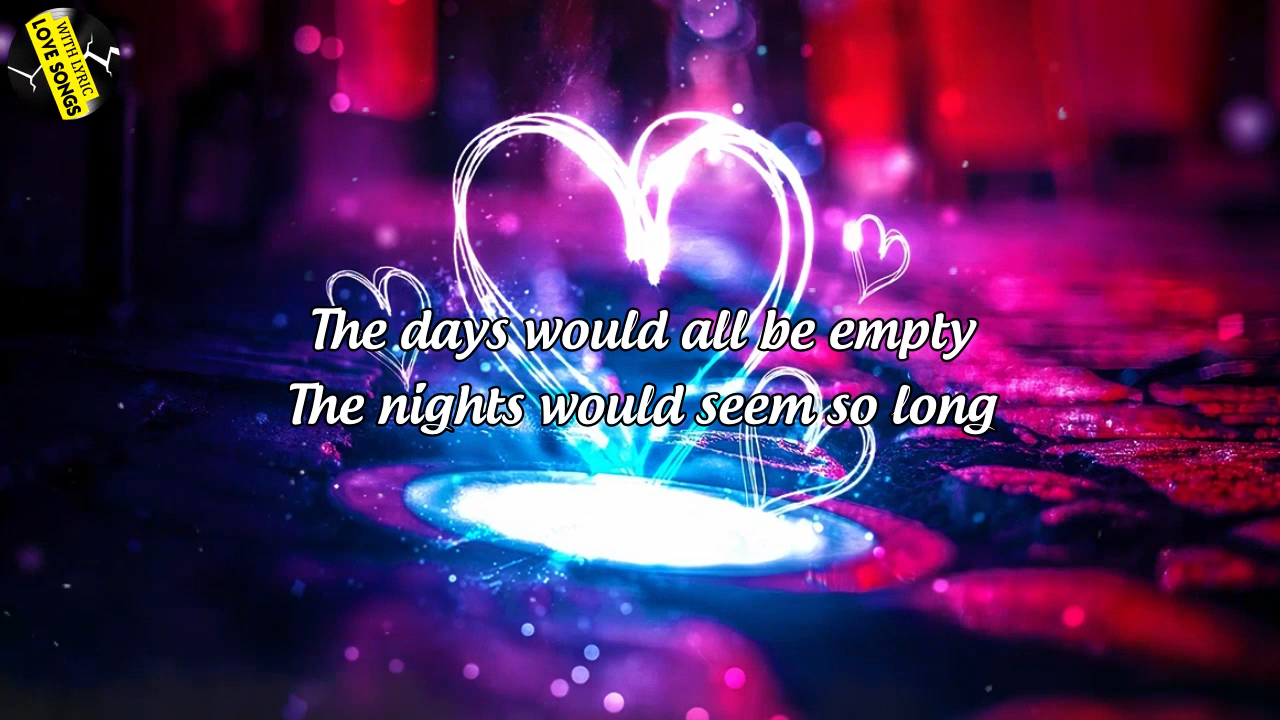 WITH LYRIC
LOVE SONGS
The days would all be empty
The nights would seem so long